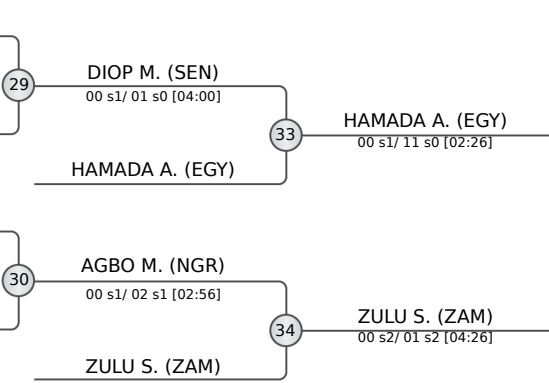 29
DIOP M. (SEN)
00 s1/ 01 s0 [04:00]
33
HAMADA A. (EGY)
00 s1/ 11 s0 [02:26]
HAMADA A. (EGY)
30
AGBO M. (NGR)
00 s1/ 02 s1 [02:56]
34
ZULU S. (ZAM)
00 s2/ 01 s2 [04:26]
ZULU S. (ZAM)